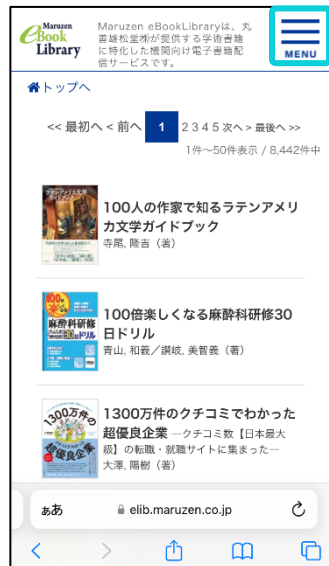 Maruzen
eBook
Library
Maruzen eBookLibraryは、丸
善雄松堂㈱が提供する学術書籍
に特化した機関向け電子書籍配
信サービスです。
MENU
トップへ
<< 最初へ < 前へ 1 2 3 4 5 次へ > 最後へ >>
1件～50件表示 / 8,442件中
100人の作家で知るラテンアメリ
カ文学ガイドブック
寺尾, 隆吉（著）
100倍楽しくなる麻酔科研修30
日ドリル
青山, 和義／讃岐, 美智義（著）
1300万件のクチコミでわかった
超優良企業 ―クチコミ数【日本最大
級】の転職・就職サイトに集まった―
大澤, 陽樹（著）
ぁあ
elib.maruzen.co.jp